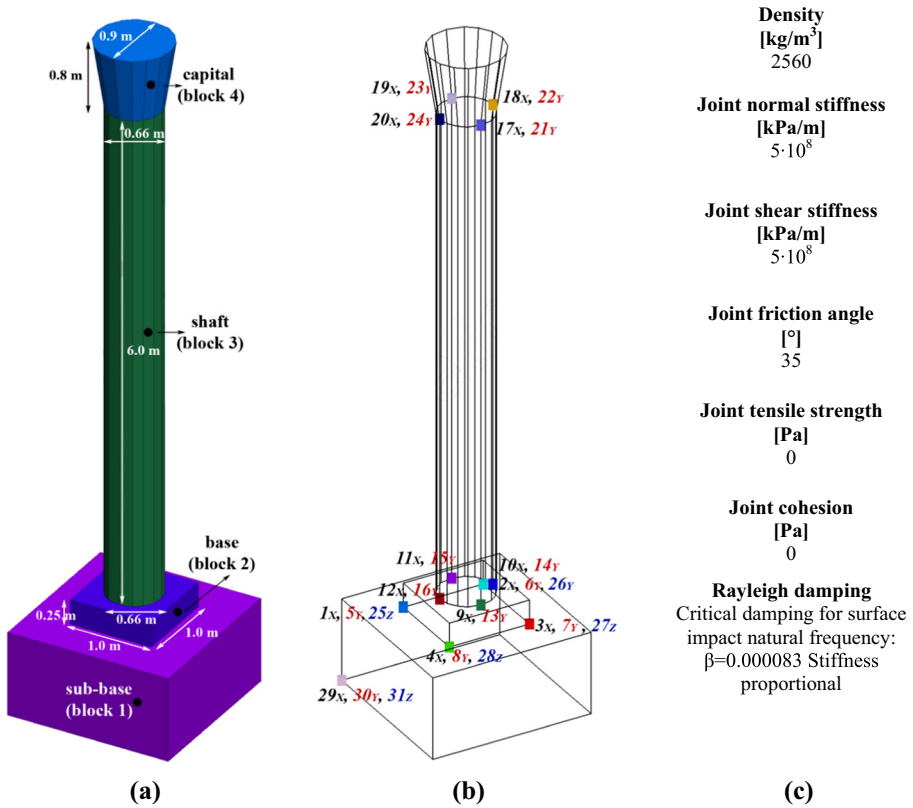 0.9 m
0.8 m
capital
(block 4)
0.66 m
shaft
(block 3)
6.0 m
base
(block 2)
0.25 m
0.66 m
1.0 m
1.0 m
sub-base
(block 1)
(a)
19X, 23Y
18X, 22Y
20X, 24Y
17X, 21Y
11X, 15Y
10X, 14Y
12X, 16Y
2X, 6Y, 26Y
1X, 5Y, 25Z
9X, 13Y
3X, 7Y, 27Z
4X, 8Y, 28Z
29X, 30Y, 31Z
(b)
Density
[kg/m³]
2560
Joint normal stiffness
[kPa/m]
5·10⁸
Joint shear stiffness
[kPa/m]
5·10⁸
Joint friction angle
[°]
35
Joint tensile strength
[Pa]
0
Joint cohesion
[Pa]
0
Rayleigh damping
Critical damping for surface
impact natural frequency:
β=0.000083 Stiffness
proportional
(c)